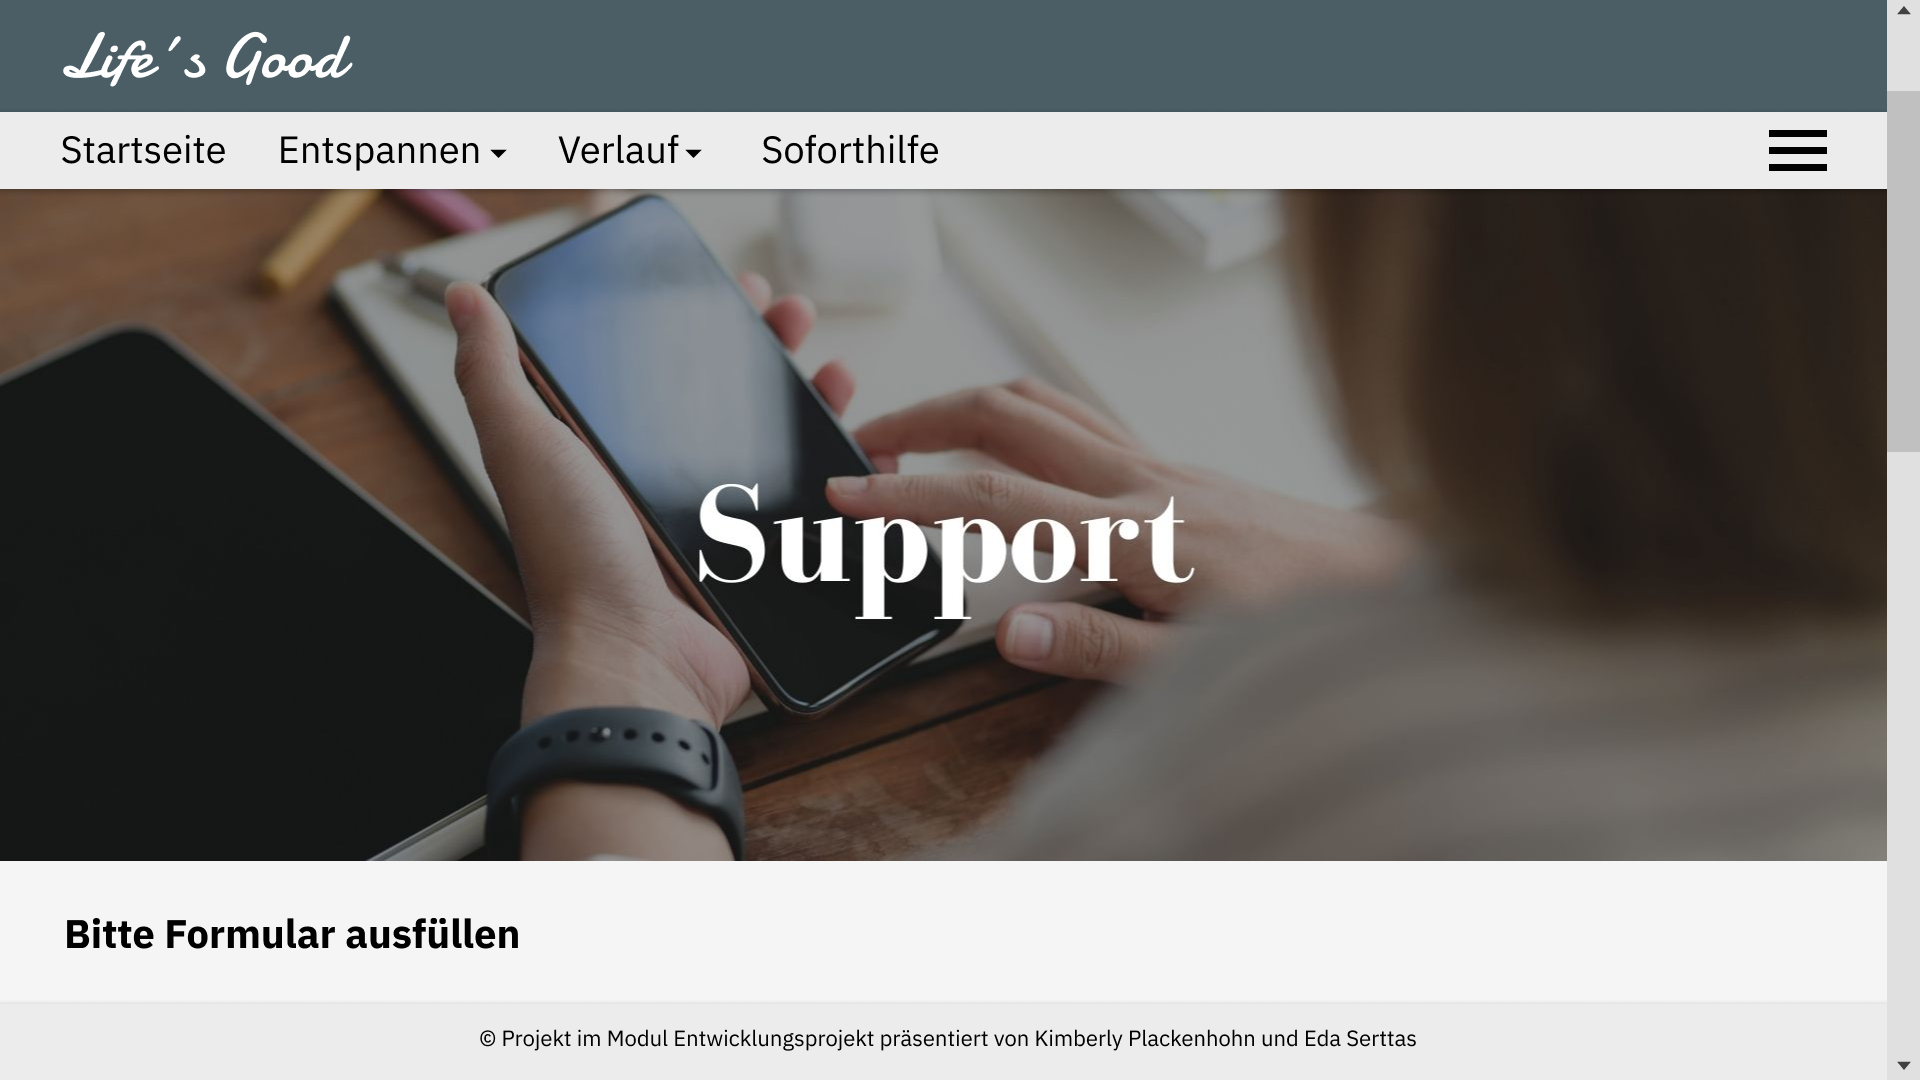 Life´s Good
Startseite Entspannen Verlauf Soforthilfe
Support
Bitte Formular ausfüllen
© Projekt im Modul Entwicklungsprojekt präsentiert von Kimberly Plackenhohn und Eda Serttas